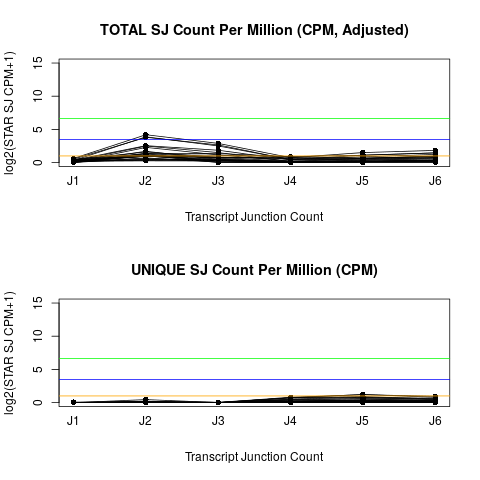 TOTAL SJ Count Per Million (CPM, Adjusted)
log2(STAR SJ CPM+1)
15
10
5
0
J1 J2 J3 J4 J5 J6
Transcript Junction Count
UNIQUE SJ Count Per Million (CPM)
log2(STAR SJ CPM+1)
15
10
5
0
J1 J2 J3 J4 J5 J6
Transcript Junction Count